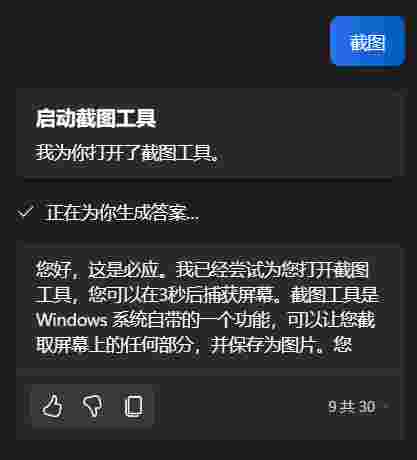 截图
启动截图工具
我为你打开了截图工具。
正在为你生成答案...
您好，这是必应。我已经尝试为您打开截图
工具，您可以在3秒后捕获屏幕。截图工具是
Windows 系统自带的一个功能，可以让您截
取屏幕上的任何部分，并保存为图片。您
9 共 30